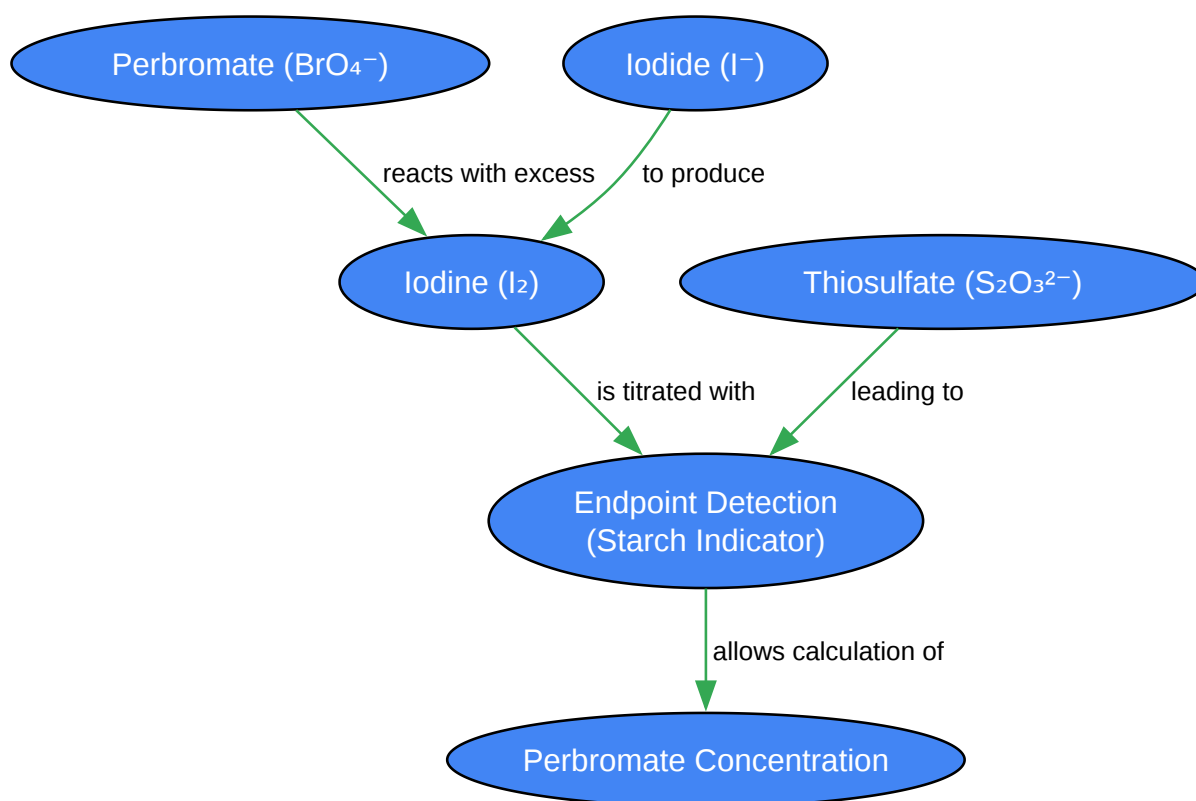 Perbromate (BrO₄⁻)
Iodide (I⁻)
reacts with excess
to produce
Iodine (I₂)
Thiosulfate (S₂O₃²⁻)
is titrated with
leading to
Endpoint Detection
(Starch Indicator)
allows calculation of
Perbromate Concentration